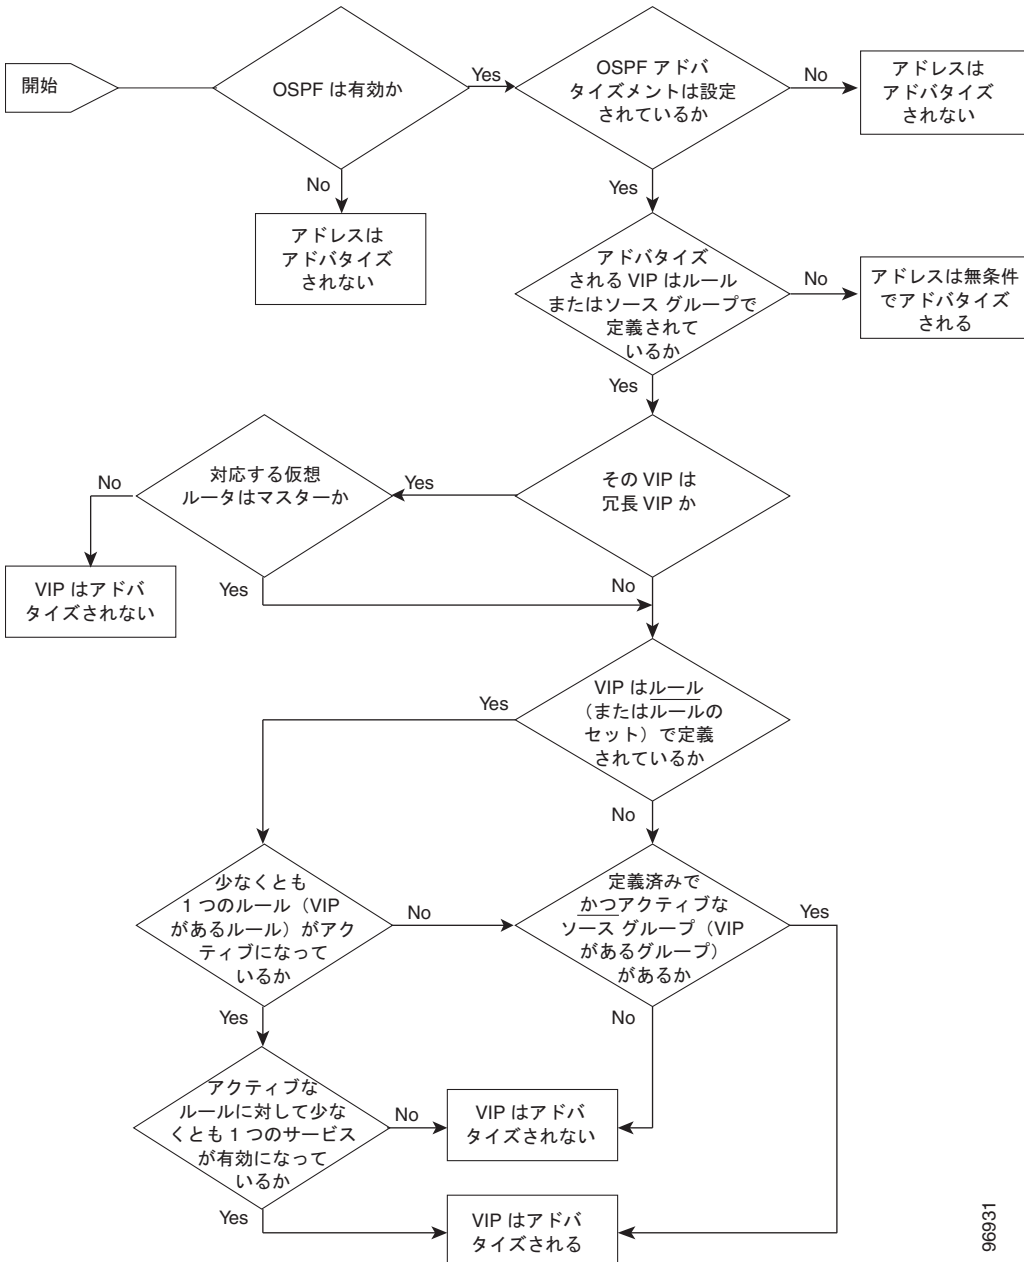 開始
OSPF は有効か
Yes
OSPF アドバ
タイズメントは設定
されているか
No
アドレスは
アドバタイズ
されない
No
アドレスは
アドバタイズ
されない
Yes
アドバタイズ
される VIP はルール
またはソース グループで
定義されて
いるか
No
アドレスは無条件
でアドバタイズ
される
Yes
その VIP は
冗長 VIP か
Yes
対応する仮想
ルータはマスターか
No
VIP はアドバ
タイズされない
Yes
No
VIP はルール
(またはルールの
セット)で定義
されているか
Yes
No
少なくとも
1 つのルール(VIP
があるルール)がアク
ティブになって
いるか
No
定義済みで
かつアクティブな
ソース グループ(VIP
があるグループ)
があるか
Yes
Yes
No
アクティブな
ルールに対して少な
くとも 1 つのサービス
が有効になって
いるか
No
VIP はアドバ
タイズされない
Yes
VIP はアドバ
タイズされる
96931